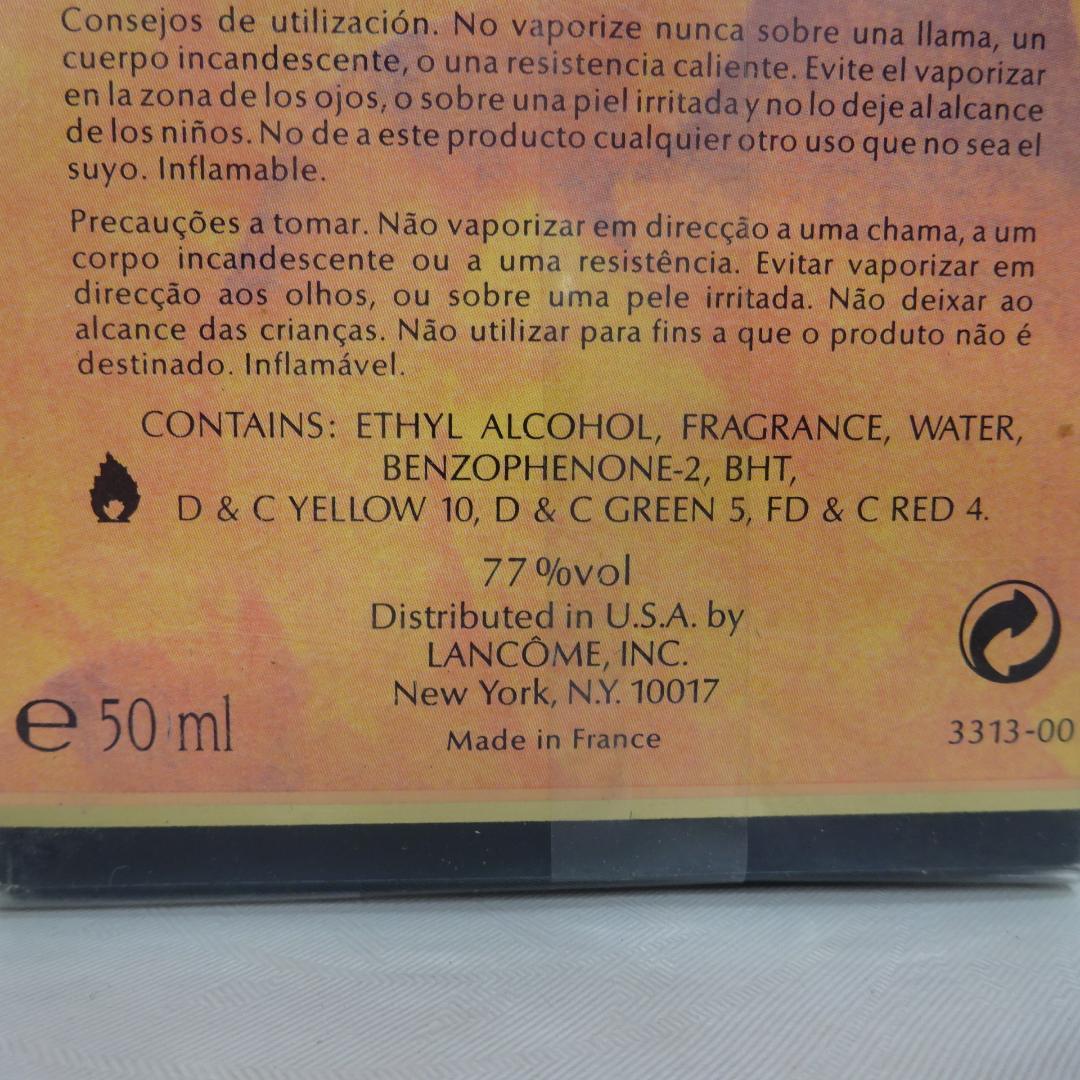 Consejos de utilización. No vaporize nunca sobre una llama, un
cuerpo incandescente, o una resistencia caliente. Evite el vaporizar
en la zona de los ojos, o sobre una piel irritada y no lo deje al alcance
de los niños. No de a este producto cualquier otro uso que no sea el
suyo. Inflamable.
Precauções a tomar. Não vaporizar em direcção a uma chama, a um
corpo incandescente ou a uma resistência. Evitar vaporizar em
direcção aos olhos, ou sobre uma pele irritada. Não deixar ao
alcance das crianças. Não utilizar para fins a que o produto não é
destinado. Inflamável.
CONTAINS: ETHYL ALCOHOL, FRAGRANCE, WATER,
BENZOPHENONE-2, BHT,
D & C YELLOW 10, D & C GREEN 5, FD & C RED 4.
77 %vol
Distributed in U.S.A. by
LANCÔME, INC.
New York, N.Y. 10017
Made in France
e 50 ml
3313-00